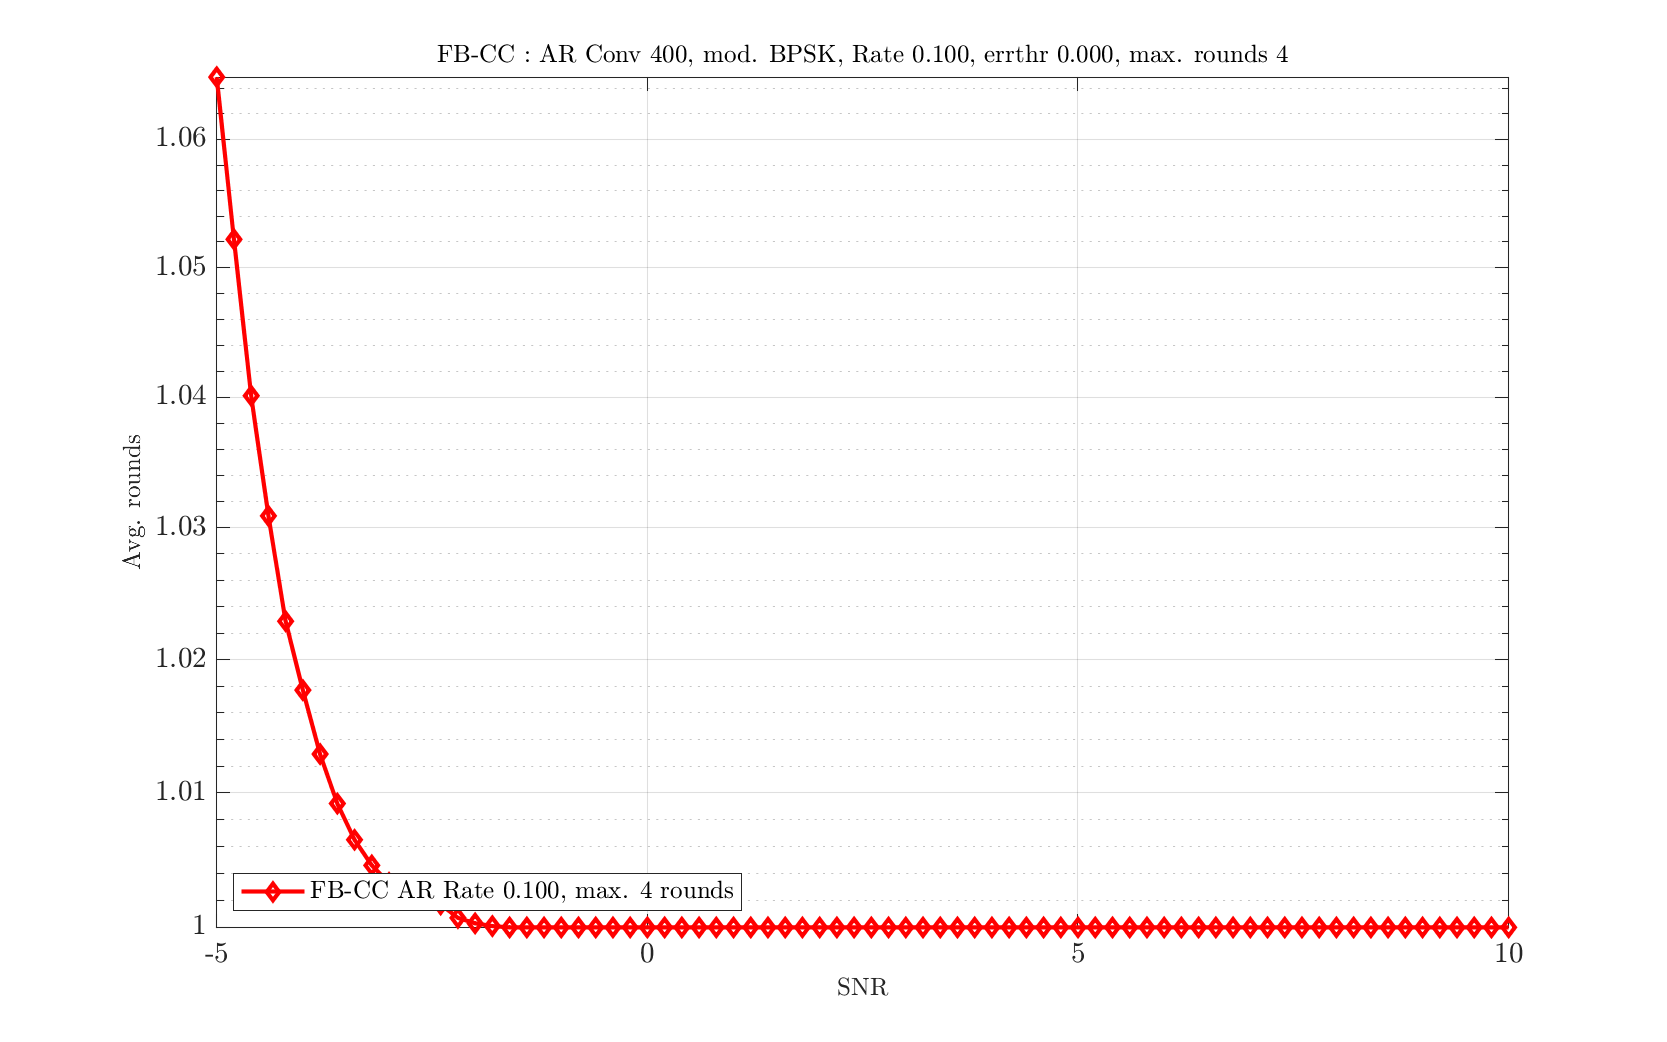 FB-CC : AR Conv 400, mod. BPSK, Rate 0.100, errthr 0.000, max. rounds 4
1.06
1.05
1.04
1.03
1.02
1.01
1
Avg. rounds
FB-CC AR Rate 0.100, max. 4 rounds
-5
0
5
10
SNR